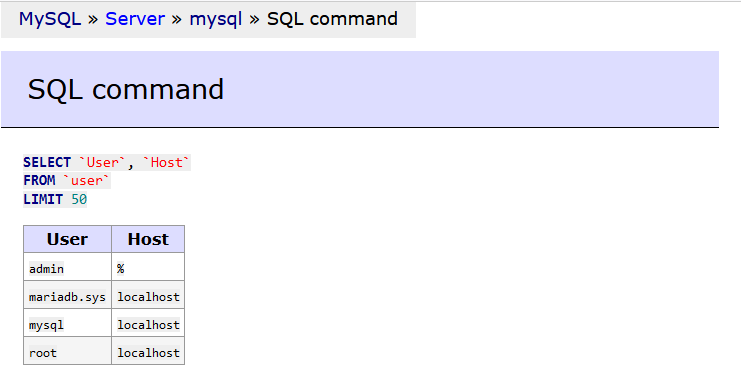 MySQL » Server » mysql » SQL command
SQL command
SELECT `User`, `Host`
FROM `user`
LIMIT 50
User Host
admin %
mariadb.sys localhost
mysql localhost
root localhost